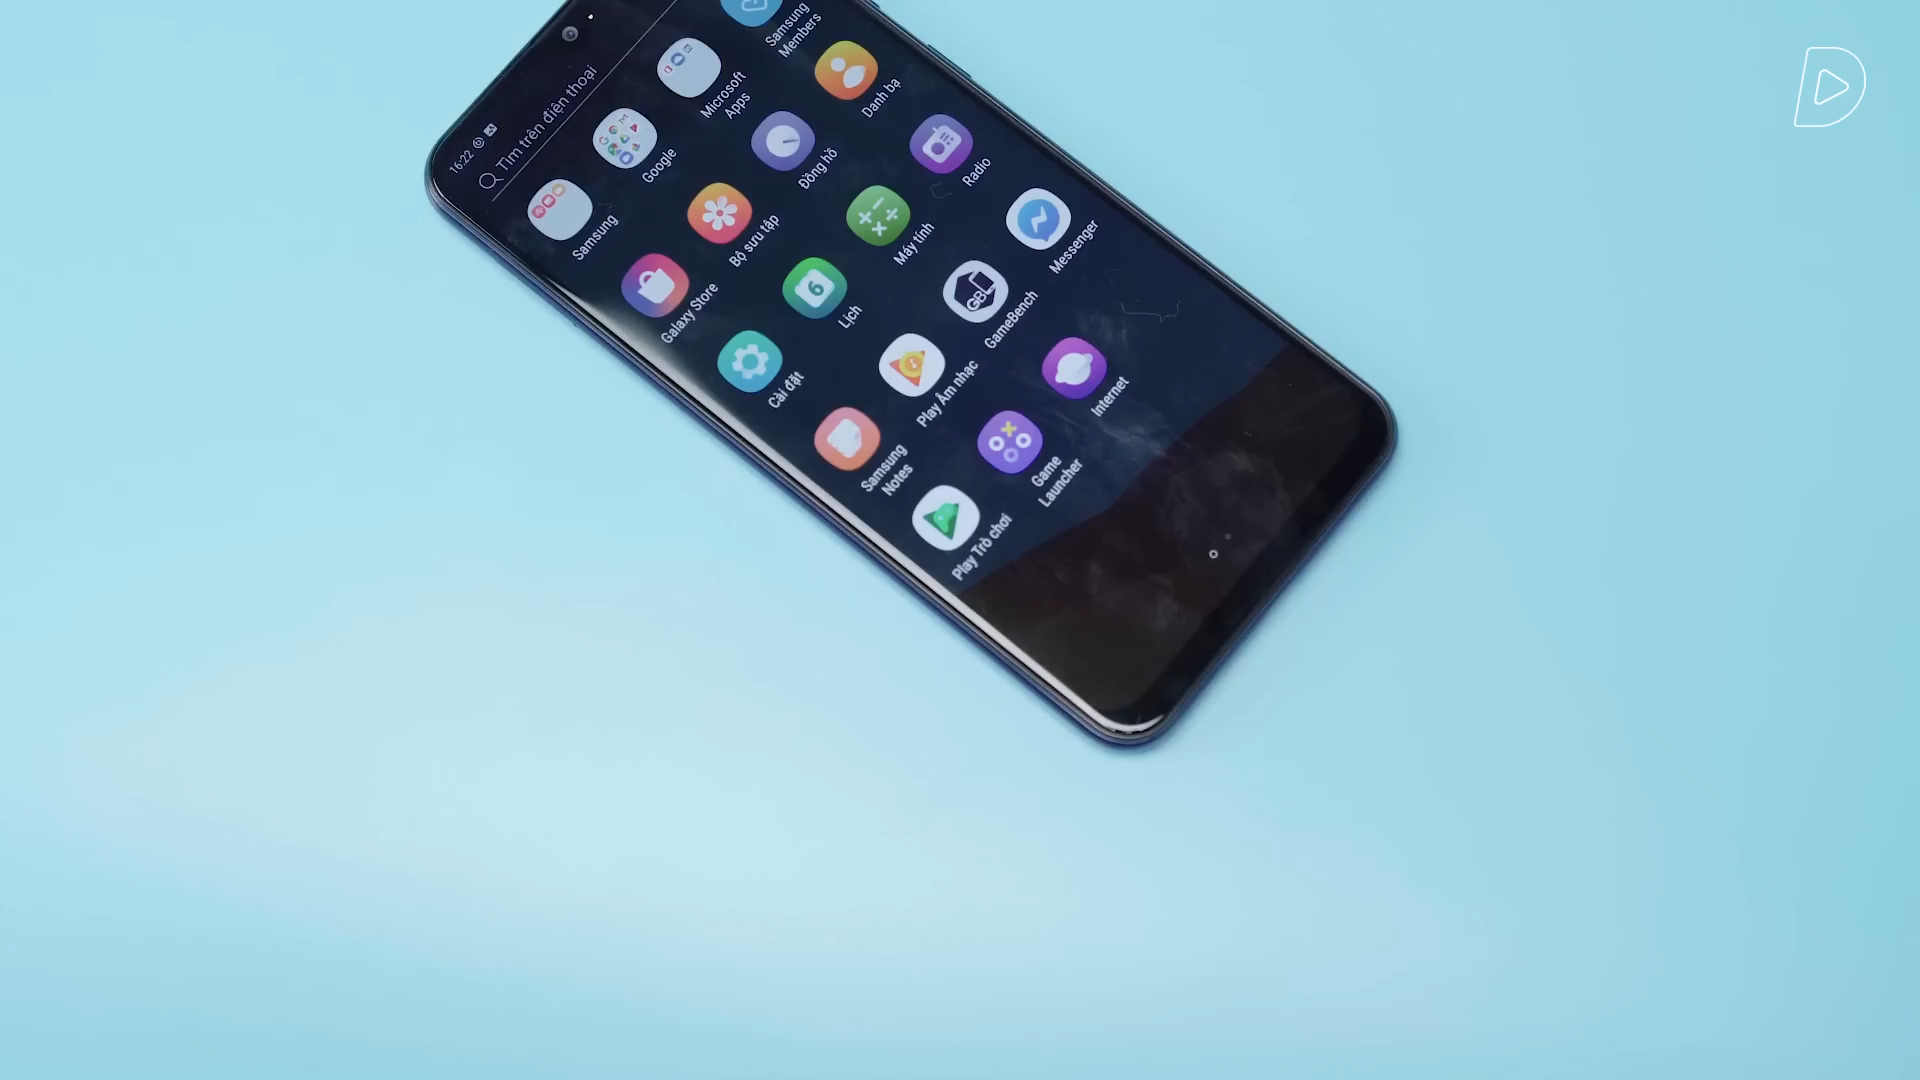 16:22
Tìm trên điện thoại
Samsung
Google
Microsoft
Apps
Samsung
Members
Galaxy Store
Bộ sưu tập
Đồng hồ
Danh bạ
Cài đặt
6
Lịch
Máy tính
Radio
Samsung
Notes
Play Âm nhạc
GBL
GameBench
Messenger
Play Trò chơi
Game
Launcher
Internet